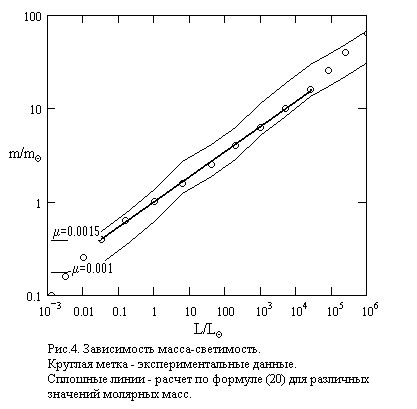 100
10
m/m☉
1
μ=0.0015
μ=0.001
0.1
1⁻³ 0.01 0.1 1 10 100 10³ 10⁴ 10⁵ 10⁶
L/L☉
Рис.4. Зависимость масса-светимость.
Круглая метка - экспериментальные данные.
Сплошные линии - расчет по формуле (20) для различных
значений молярных масс.